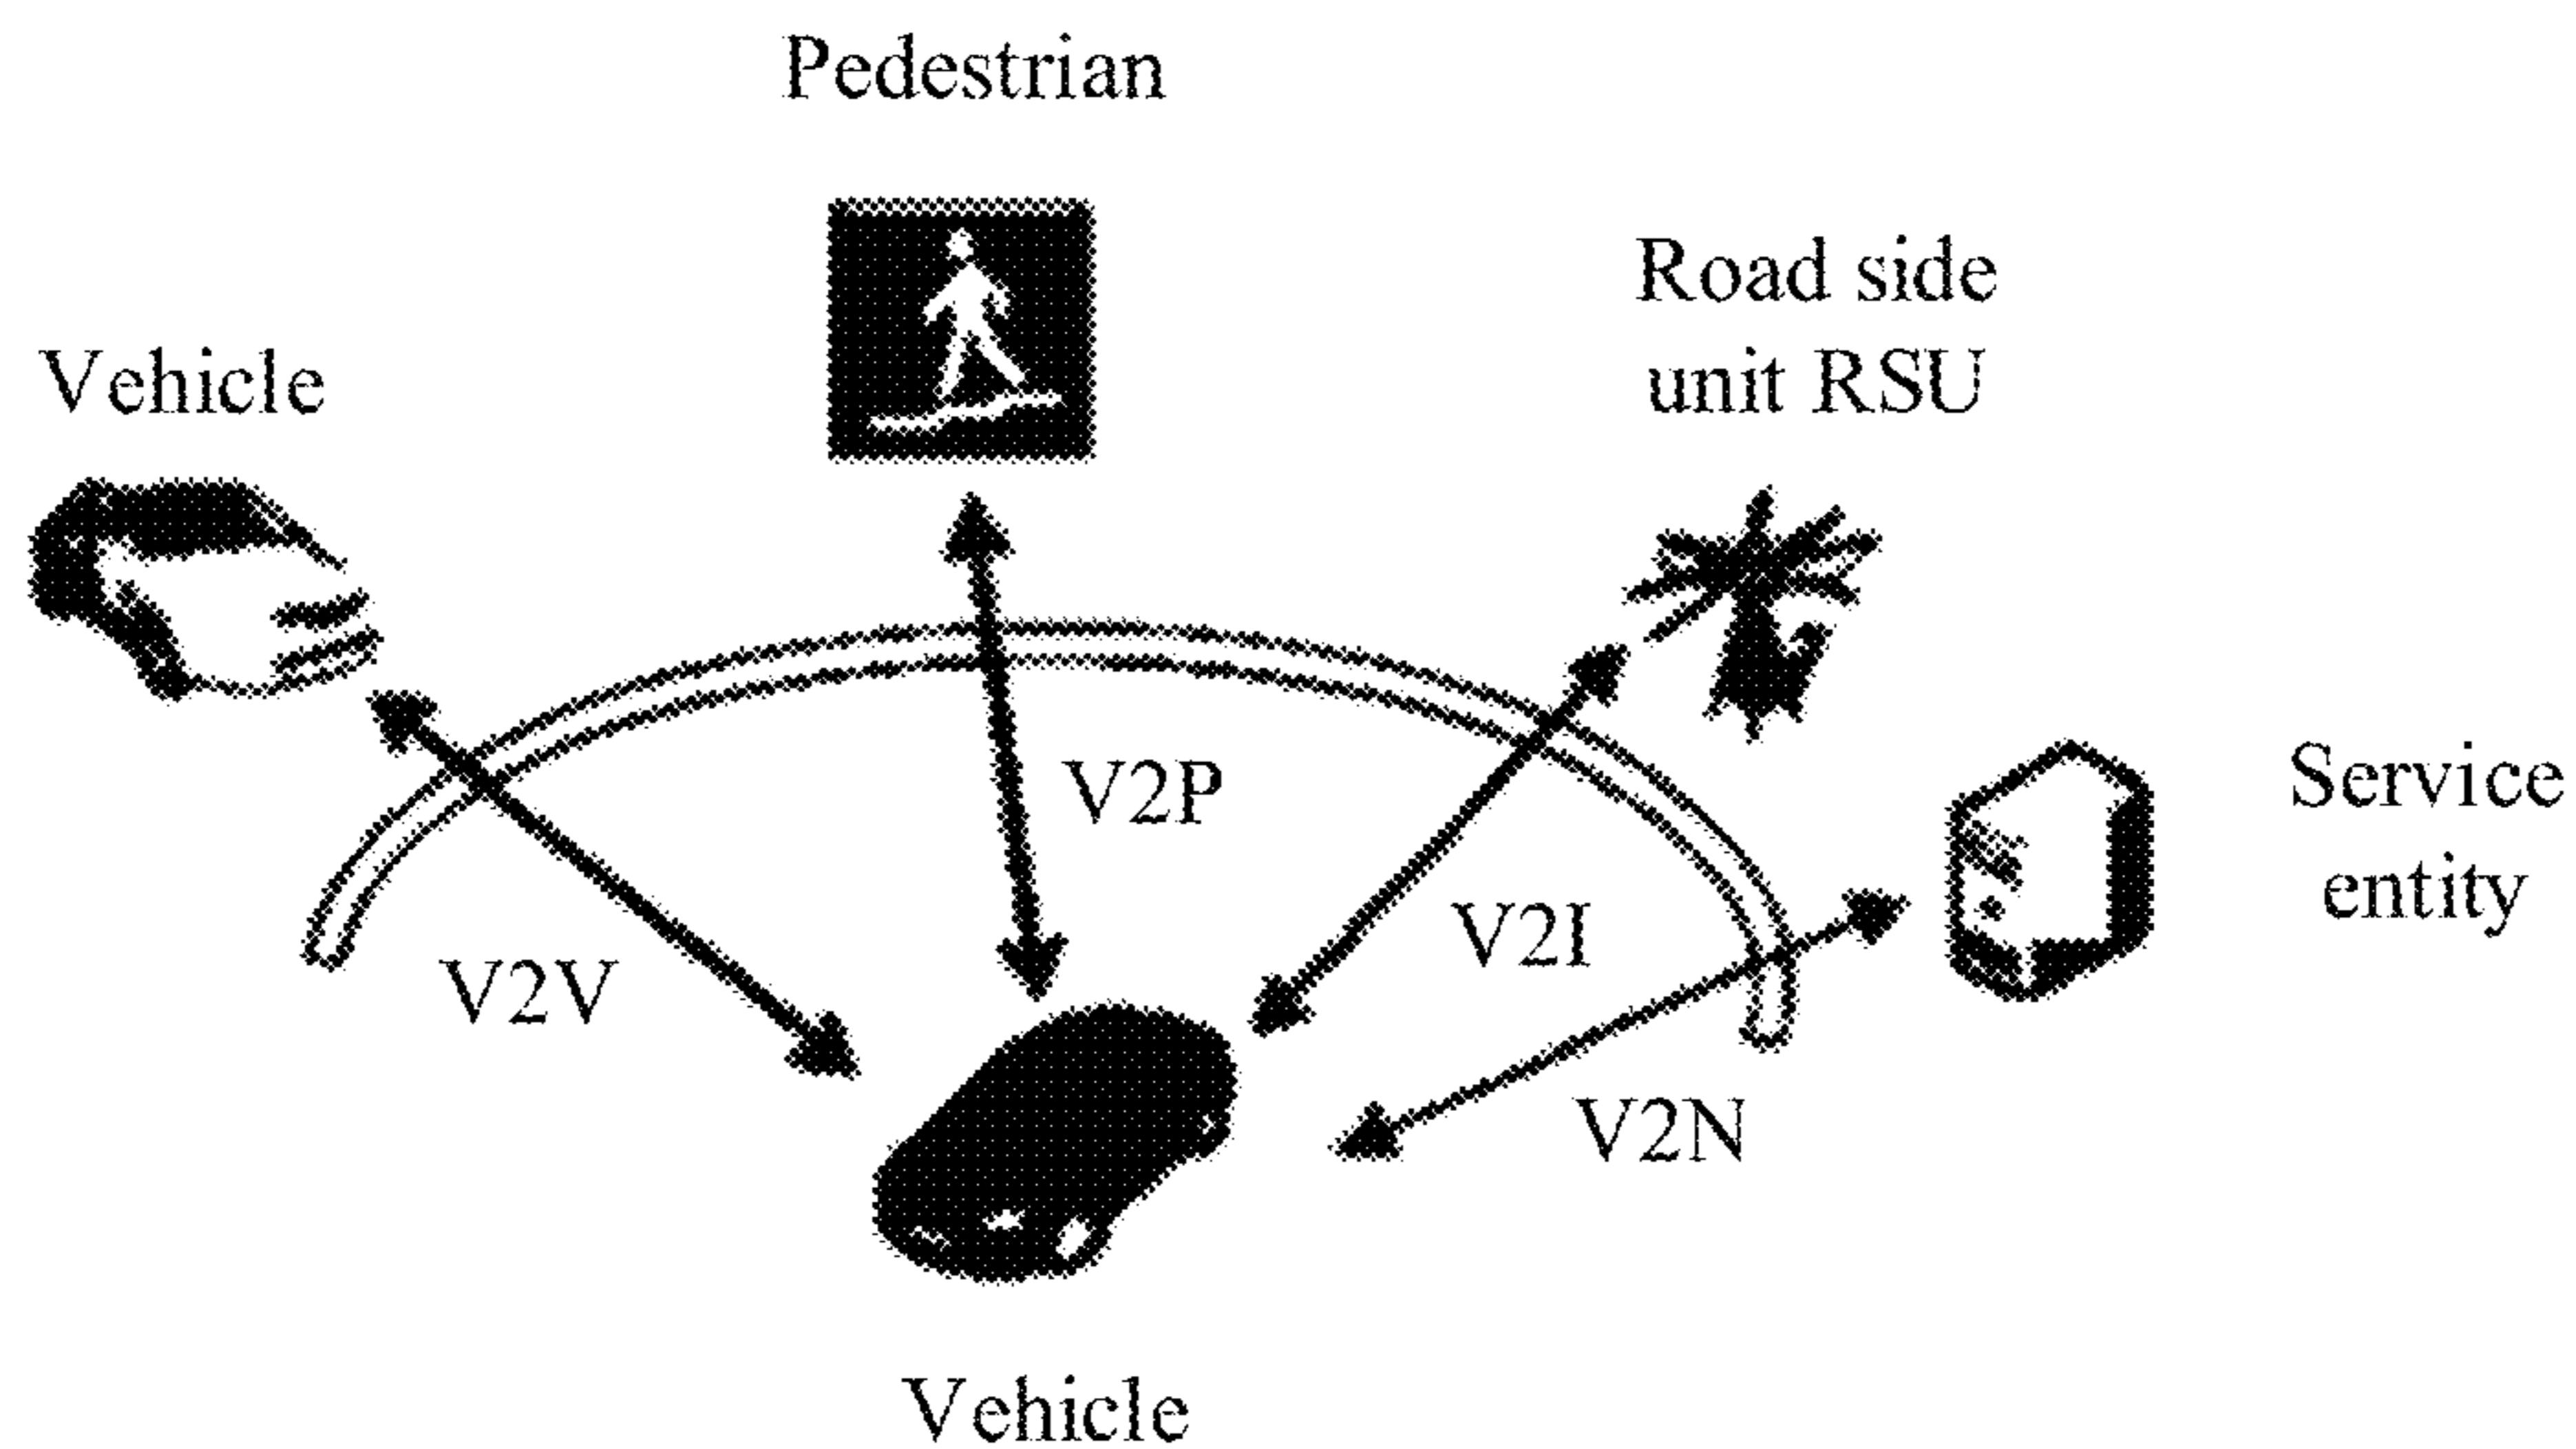 Pedestrian
Road side
unit RSU
Vehicle
Service
entity
V2P
V2I
V2V
V2N
Vehicle